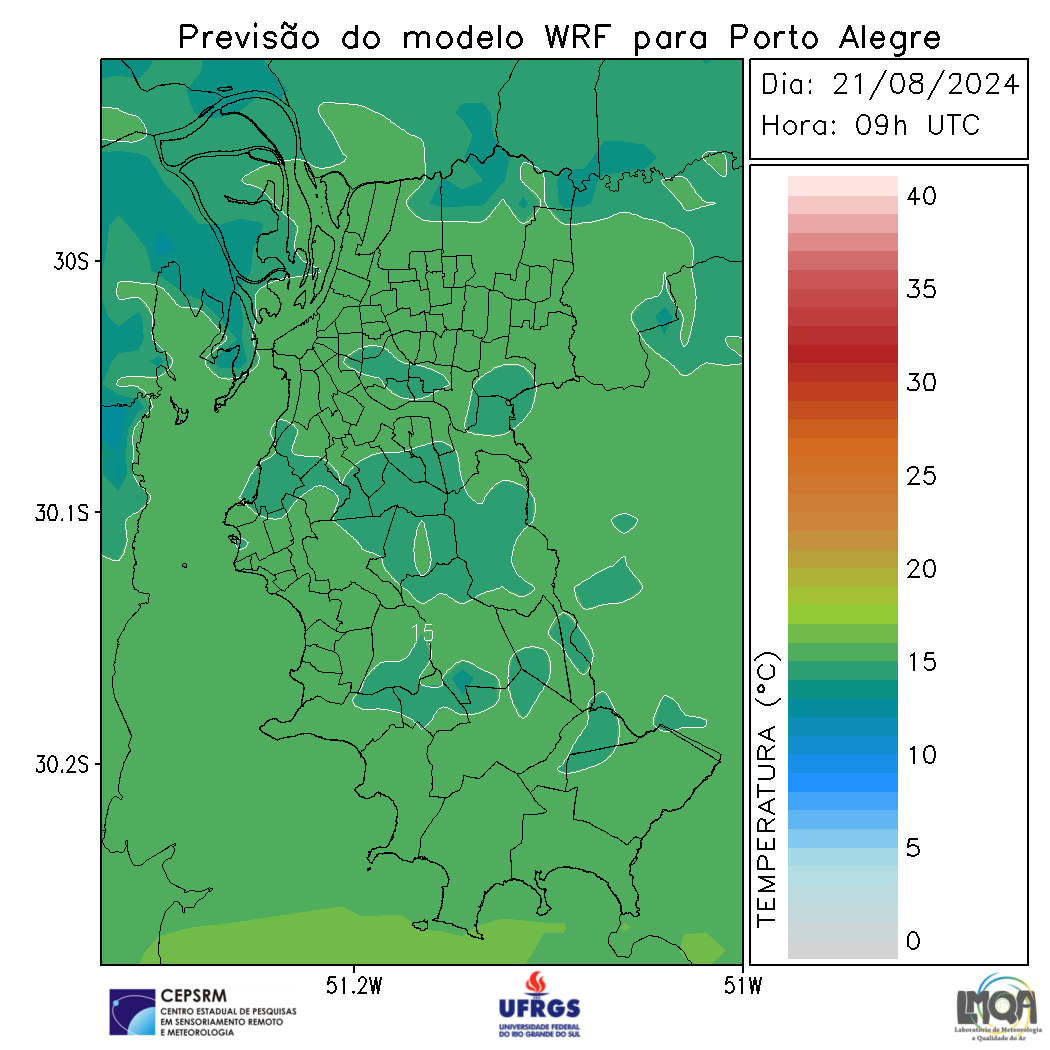 Previsão do modelo WRF para Porto Alegre
Dia: 21/08/2024
Hora: 09h UTC
30S
30.1S
30.2S
51.2W
51W
15
TEMPERATURA (°C)
40
35
30
25
20
15
10
5
0
CEPSRM
CENTRO ESTADUAL DE PESQUISAS
EM SENSORIAMENTO REMOTO
E METEOROLOGIA
UFRGS
UNIVERSIDADE FEDERAL
DO RIO GRANDE DO SUL
LMQA
Laboratório de Meteorologia
e Qualidade do Ar